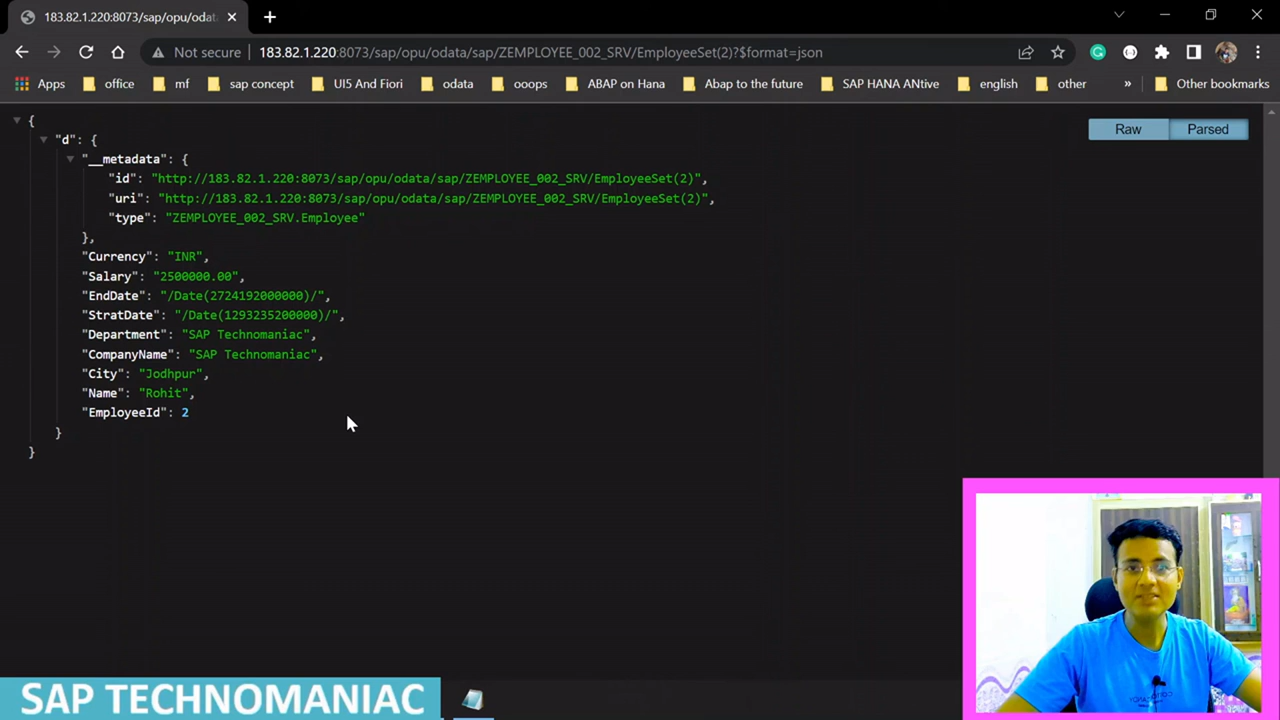 183.82.1.220:8073/sap/opu/odat
Not secure 183.82.1.220:8073/sap/opu/odata/sap/ZEMPLOYEE_002_SRV/EmployeeSet(2)?$format=json
Apps office mf sap concept UI5 And Fiori odata ooops ABAP on Hana Abap to the future SAP HANA ANtive english other » Other bookmarks
{
Raw Parsed
"d": {
"__metadata": {
"id": "http://183.82.1.220:8073/sap/opu/odata/sap/ZEMPLOYEE_002_SRV/EmployeeSet(2)",
"uri": "http://183.82.1.220:8073/sap/opu/odata/sap/ZEMPLOYEE_002_SRV/EmployeeSet(2)",
"type": "ZEMPLOYEE_002_SRV.Employee"
},
"Currency": "INR",
"Salary": "2500000.00",
"EndDate": "/Date(2724192000000)/",
"StratDate": "/Date(1293235200000)/",
"Department": "SAP Technomaniac",
"CompanyName": "SAP Technomaniac",
"City": "Jodhpur",
"Name": "Rohit",
"EmployeeId": 2
}
}
SAP TECHNOMANIAC